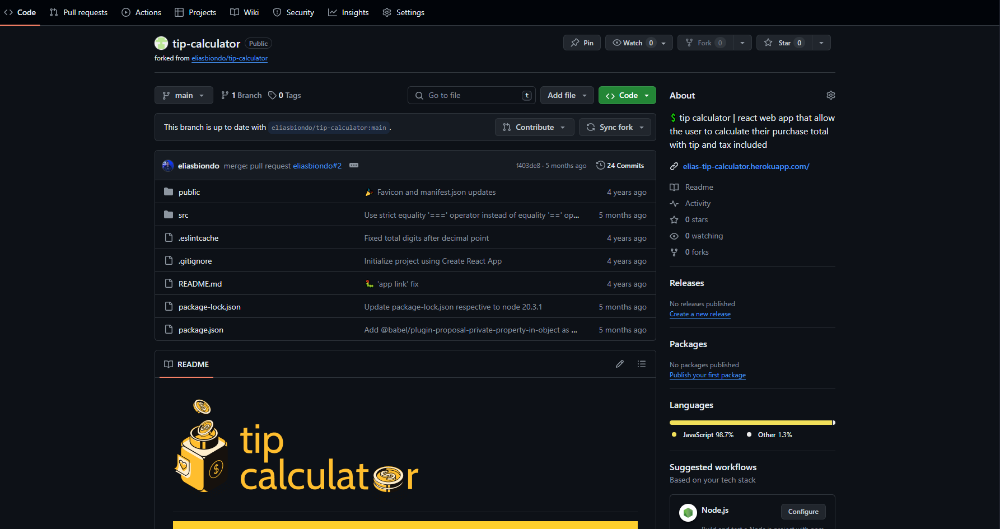 Code Pull requests Actions Projects Wiki Security Insights Settings
tip-calculator Public
Pin Watch 0 Fork 0 Star 0
forked from eliasbiondo/tip-calculator
main 1 Branch 0 Tags Go to file t Add file Code
This branch is up to date with eliasbiondo/tip-calculator:main . Contribute Sync fork
eliasbiondo merge: pull request eliasbiondo#2 f403de8 · 5 months ago 24 Commits
public 🎉 Favicon and manifest.json updates 4 years ago
src Use strict equality '===' operator instead of equality '==' op... 5 months ago
.eslintcache Fixed total digits after decimal point 4 years ago
.gitignore Initialize project using Create React App 4 years ago
README.md 🐛 'app link' fix 4 years ago
package-lock.json Update package-lock.json respective to node 20.3.1 5 months ago
package.json Add @babel/plugin-proposal-private-property-in-object as ... 5 months ago
README
tip
calculator
About
💲 tip calculator | react web app that allow
the user to calculate their purchase total
with tip and tax included
elias-tip-calculator.herokuapp.com/
Readme
Activity
0 stars
0 watching
0 forks
Releases
No releases published
Create a new release
Packages
No packages published
Publish your first package
Languages
JavaScript 98.7% Other 1.3%
Suggested workflows
Based on your tech stack
Node.js Configure
Build and test a Node.js project with npm.